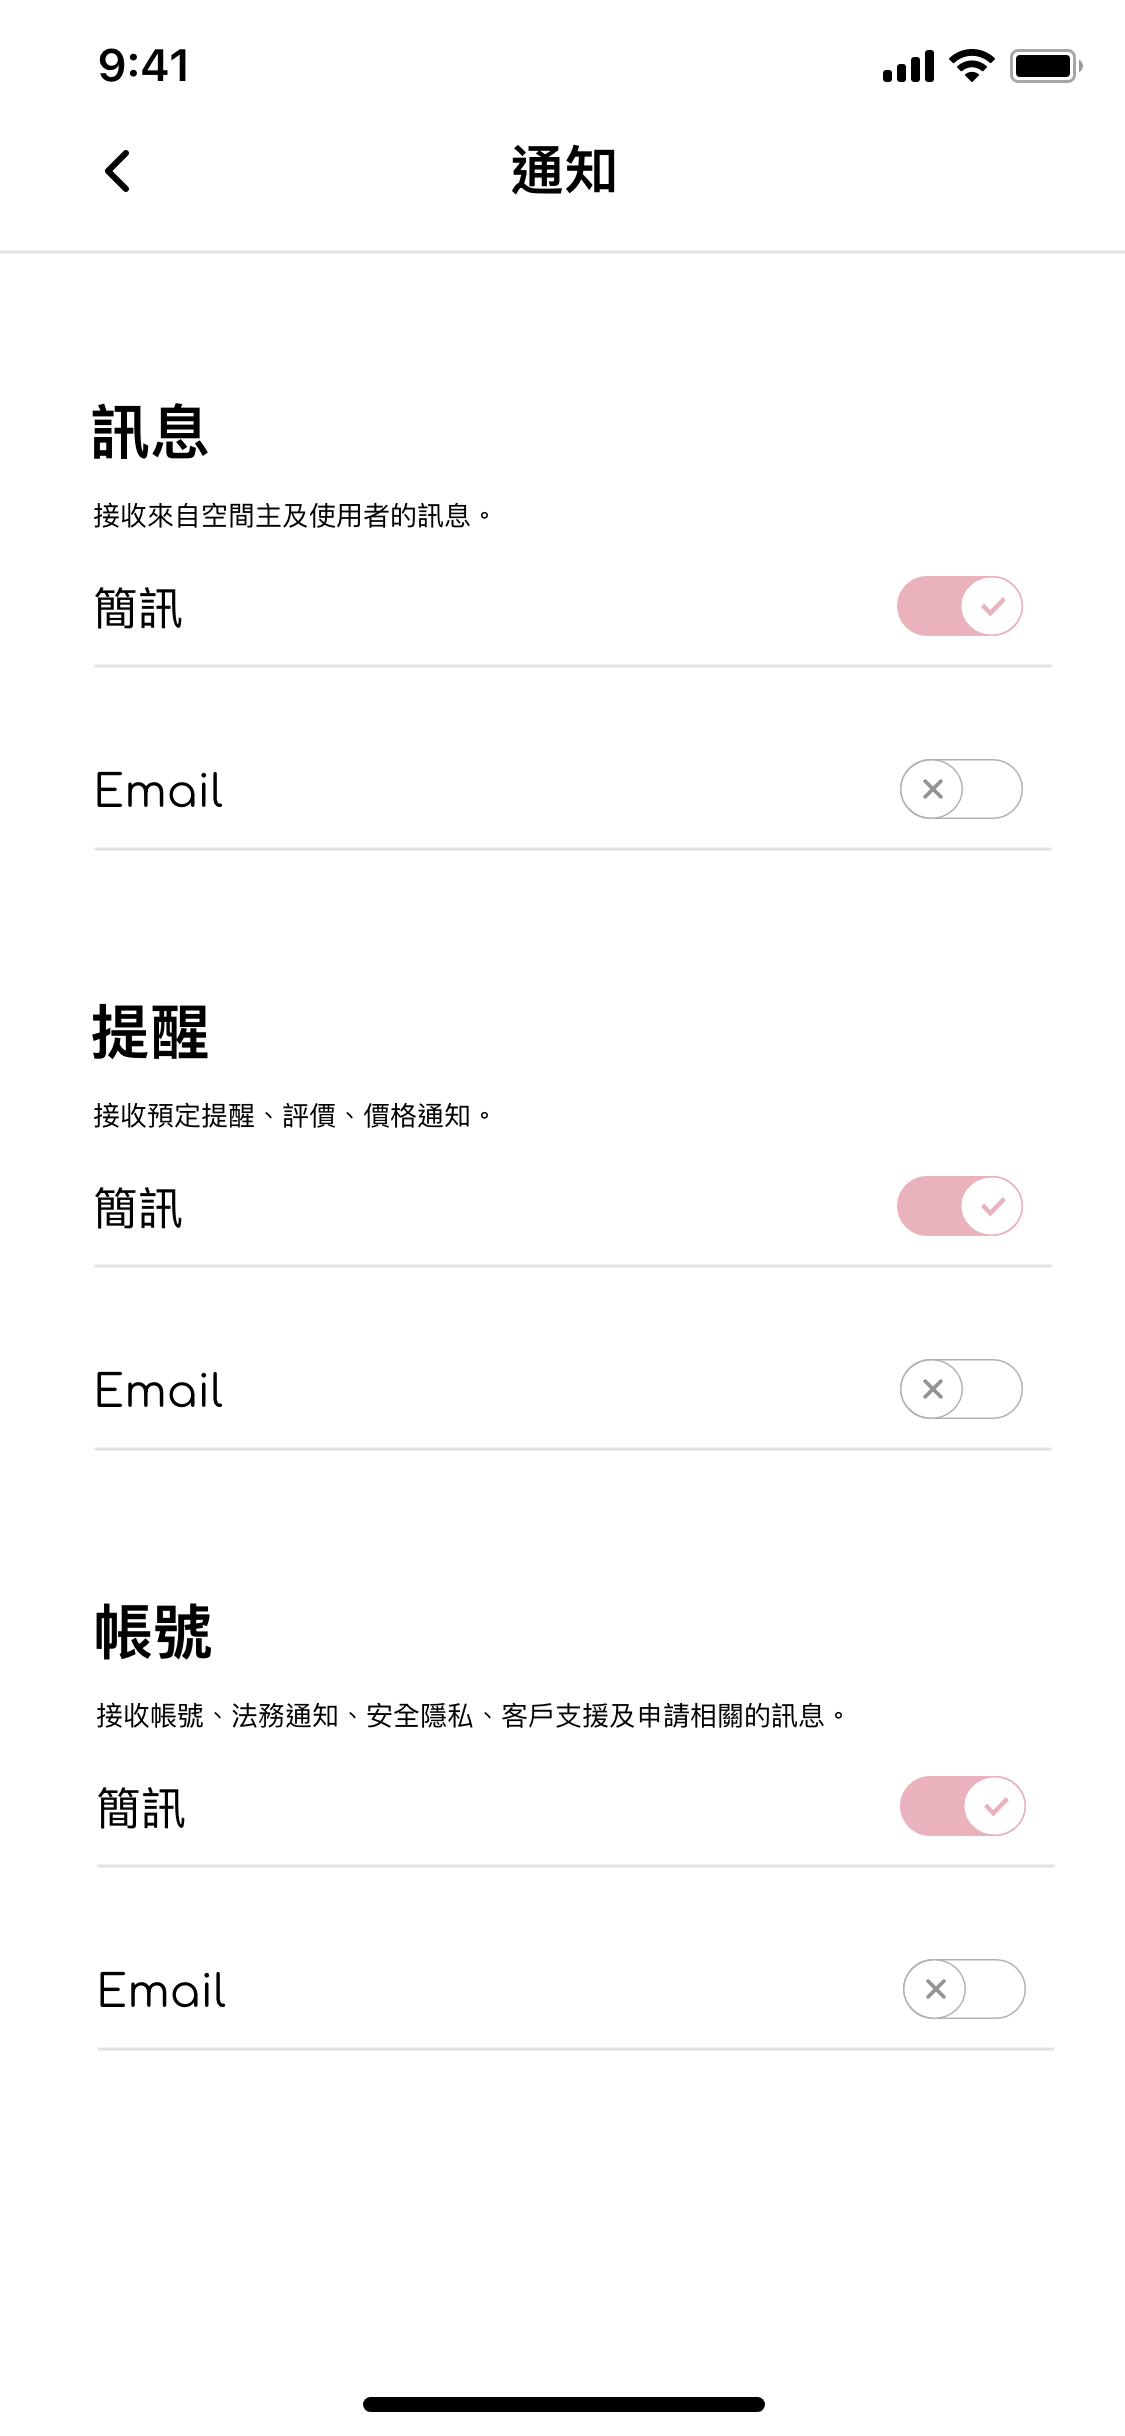 9:41
通知
訊息
接收來自空間主及使用者的訊息。
簡訊
Email
提醒
接收預定提醒、評價、價格通知。
簡訊
Email
帳號
接收帳號、法務通知、安全隱私、客戶支援及申請相關的訊息。
簡訊
Email